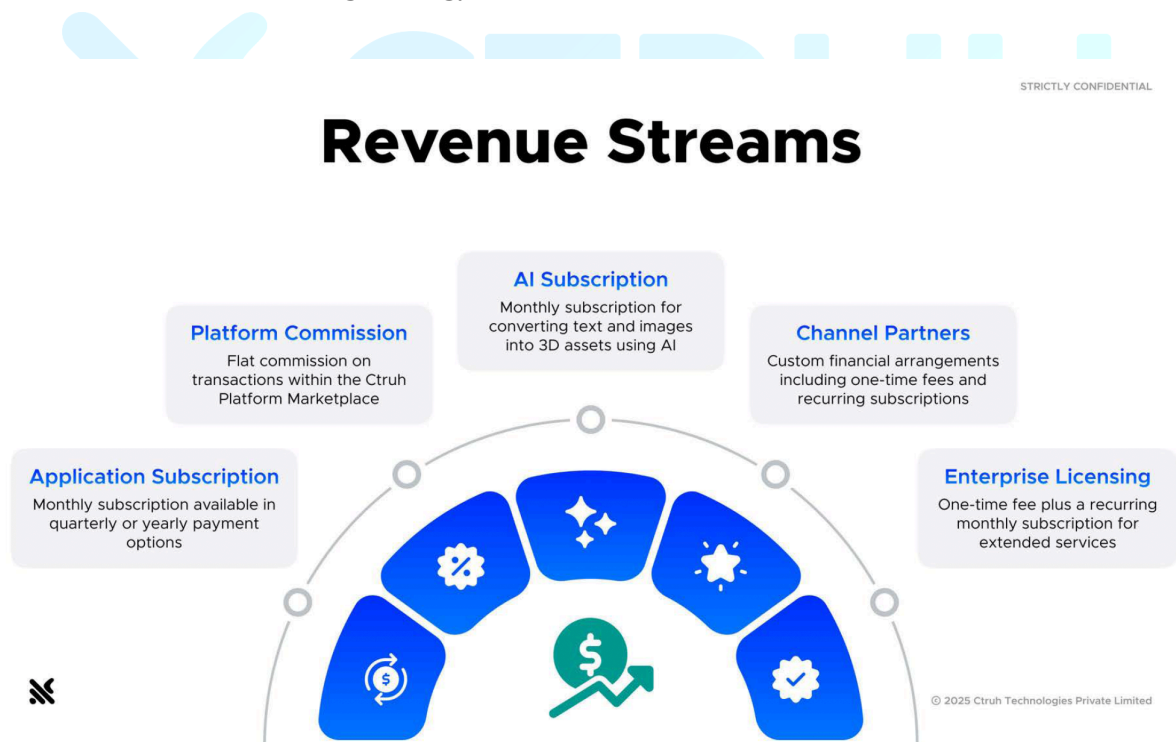 STRICTLY CONFIDENTIAL
Revenue Streams
AI Subscription
Monthly subscription for
converting text and images
into 3D assets using AI
Platform Commission
Flat commission on
transactions within the Ctruh
Platform Marketplace
Channel Partners
Custom financial arrangements
including one-time fees and
recurring subscriptions
Application Subscription
Monthly subscription available in
quarterly or yearly payment
options
Enterprise Licensing
One-time fee plus a recurring
monthly subscription for
extended services
$
$
%
© 2025 Ctruh Technologies Private Limited